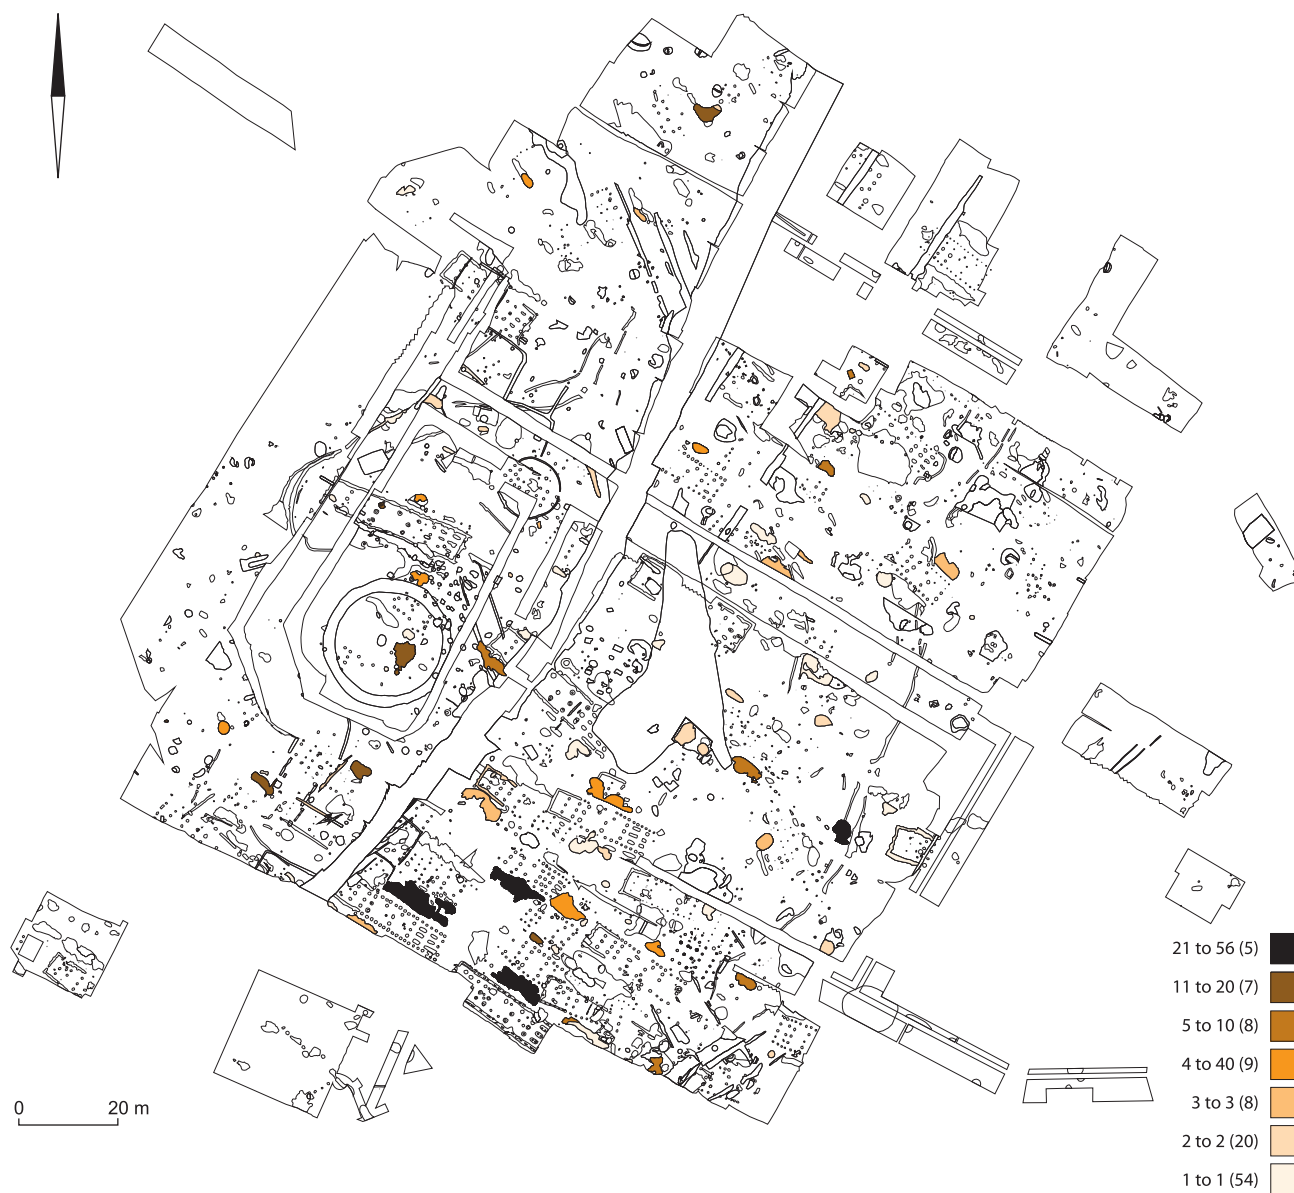 21 to 56 (5)
11 to 20 (7)
5 to 10 (8)
4 to 40 (9)
3 to 3 (8)
2 to 2 (20)
1 to 1 (54)
0 20 m